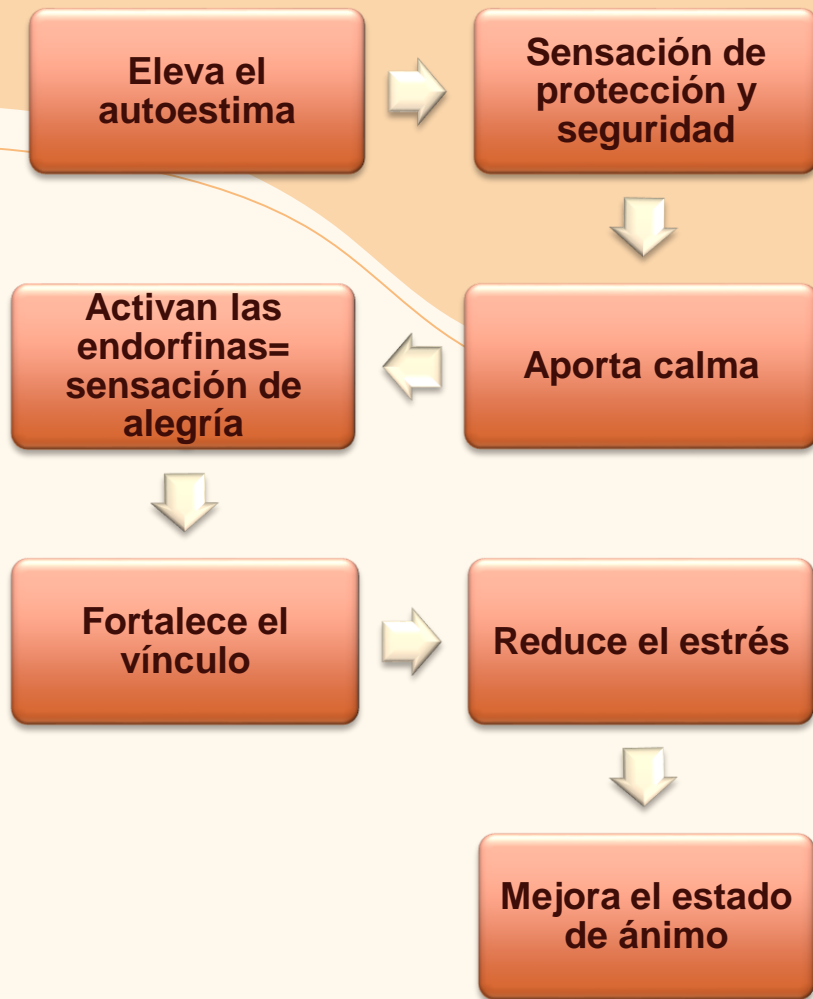 Eleva el
autoestima
Sensación de
protección y
seguridad
Aporta calma
Activan las
endorfinas=
sensación de
alegría
Fortalece el
vínculo
Reduce el estrés
Mejora el estado
de ánimo